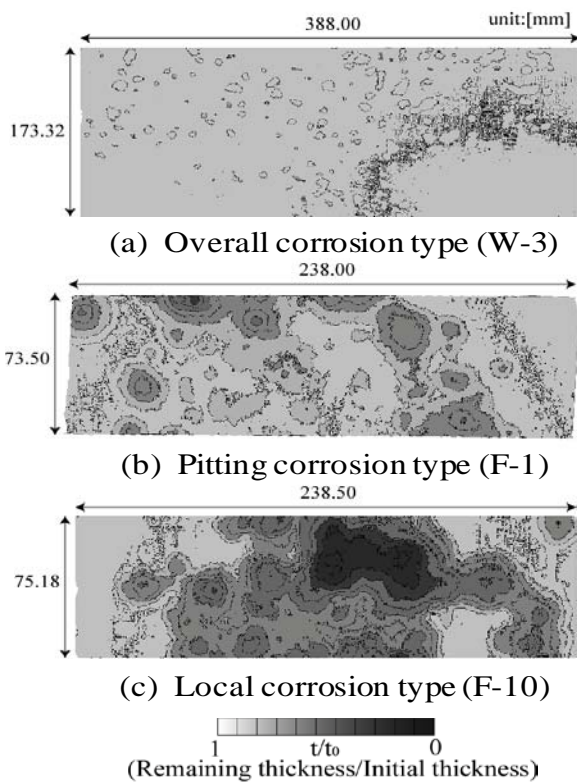 388.00 unit:[mm]
173.32
(a) Overall corrosion type (W-3)
238.00
73.50
(b) Pitting corrosion type (F-1)
238.50
75.18
(c) Local corrosion type (F-10)
1 t/t₀ 0
(Remaining thickness/Initial thickness)